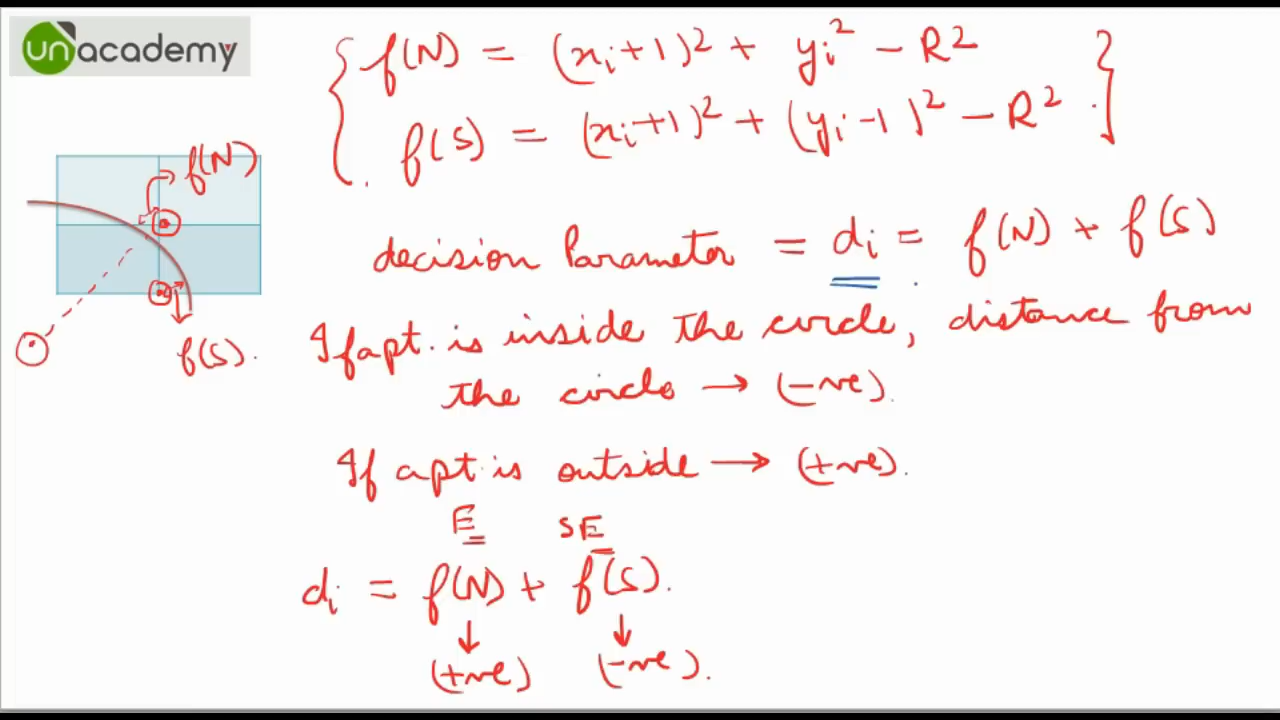 unacademy
{ f(N) = (xi+1)² + yi² − R² }
f(S) = (xi+1)² + (yi−1)² − R²
f(N)
decision Parameter = di = f(N) + f(S)
If a pt. is inside the circle, distance from
f(S).
the circle → (−ve).
If a pt. is outside → (+ve).
E SE
di = f(N) + f(S).
↓ ↓
(+ve) (−ve).